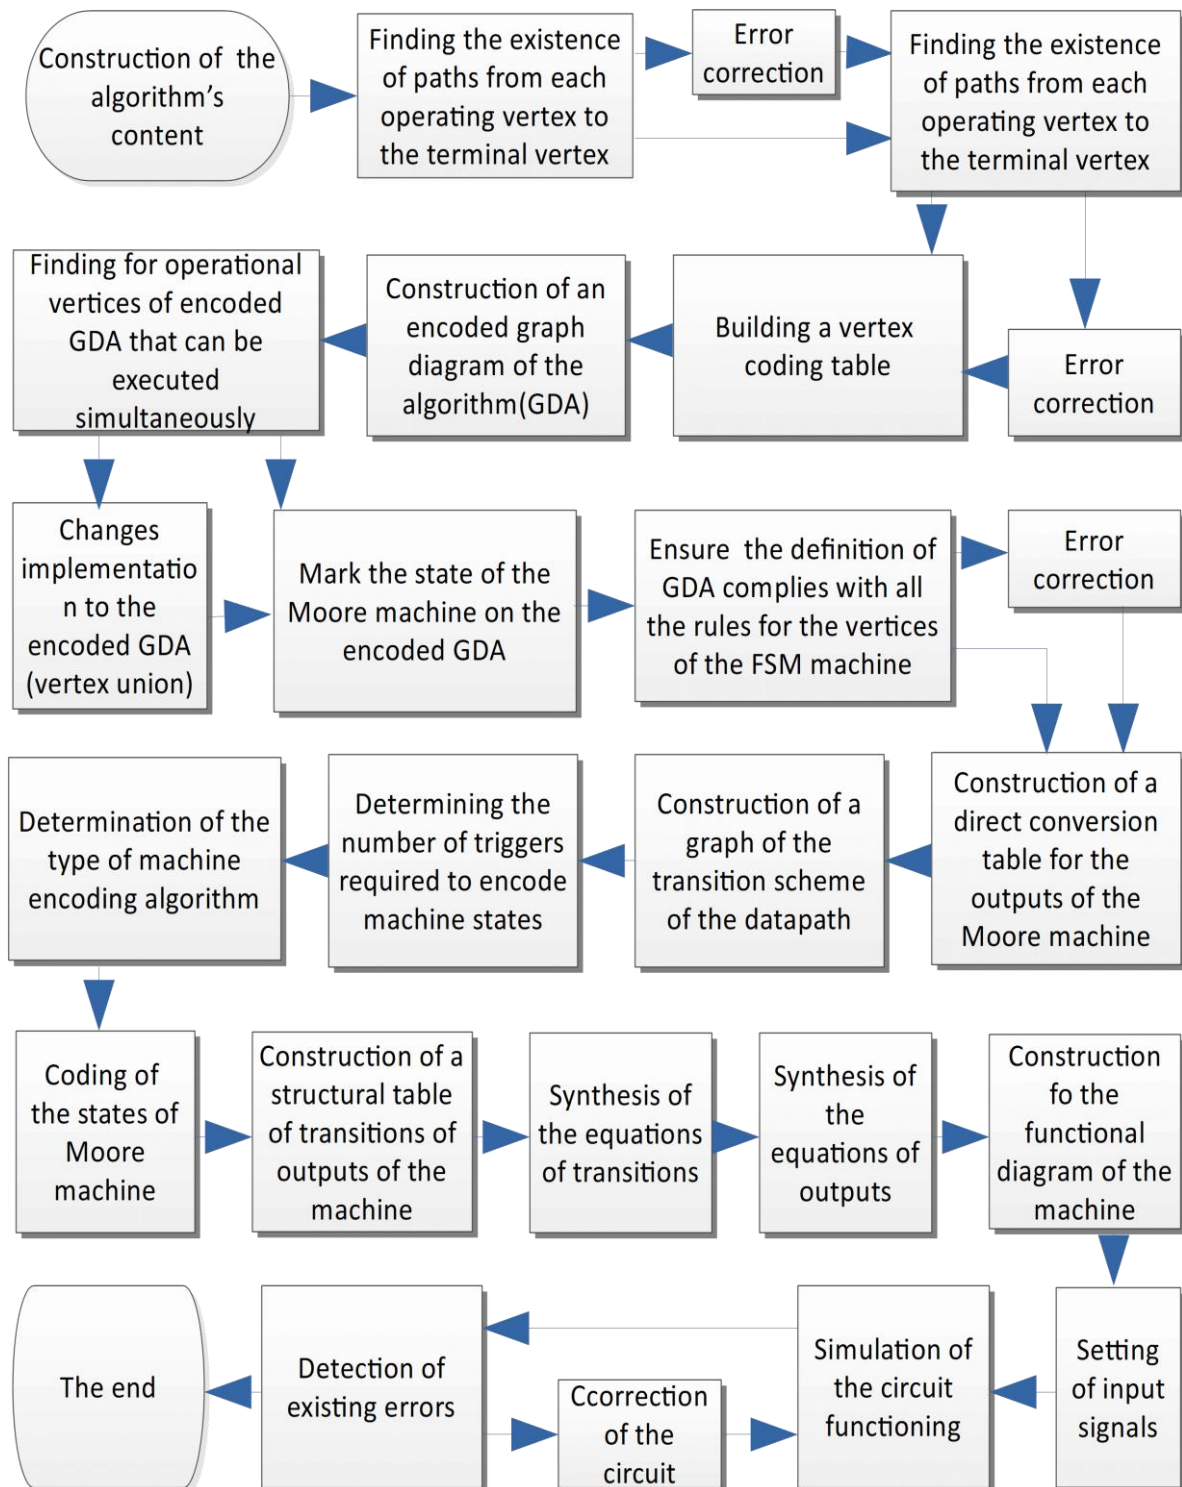 Construction of the
algorithm's
content
Finding the existence
of paths from each
operating vertex to
the terminal vertex
Error
correction
Finding the existence
of paths from each
operating vertex to
the terminal vertex
Finding for operational
vertices of encoded
GDA that can be
executed
simultaneously
Construction of an
encoded graph
diagram of the
algorithm(GDA)
Building a vertex
coding table
Error
correction
Changes
implementatio
n to the
encoded GDA
(vertex union)
Mark the state of the
Moore machine on the
encoded GDA
Ensure the definition of
GDA complies with all
the rules for the vertices
of the FSM machine
Error
correction
Determination of the
type of machine
encoding algorithm
Determining the
number of triggers
required to encode
machine states
Construction of a
graph of the
transition scheme
of the datapath
Construction of a
direct conversion
table for the
outputs of the
Moore machine
Coding of
the states of
Moore
machine
Construction of a
structural table
of transitions of
outputs of the
machine
Synthesis of
the equations
of transitions
Synthesis of
the
equations of
outputs
Construction
fo the
functional
diagram of the
machine
The end
Detection of
existing errors
Ccorrection
of the
circuit
Simulation of
the circuit
functioning
Setting
of input
signals